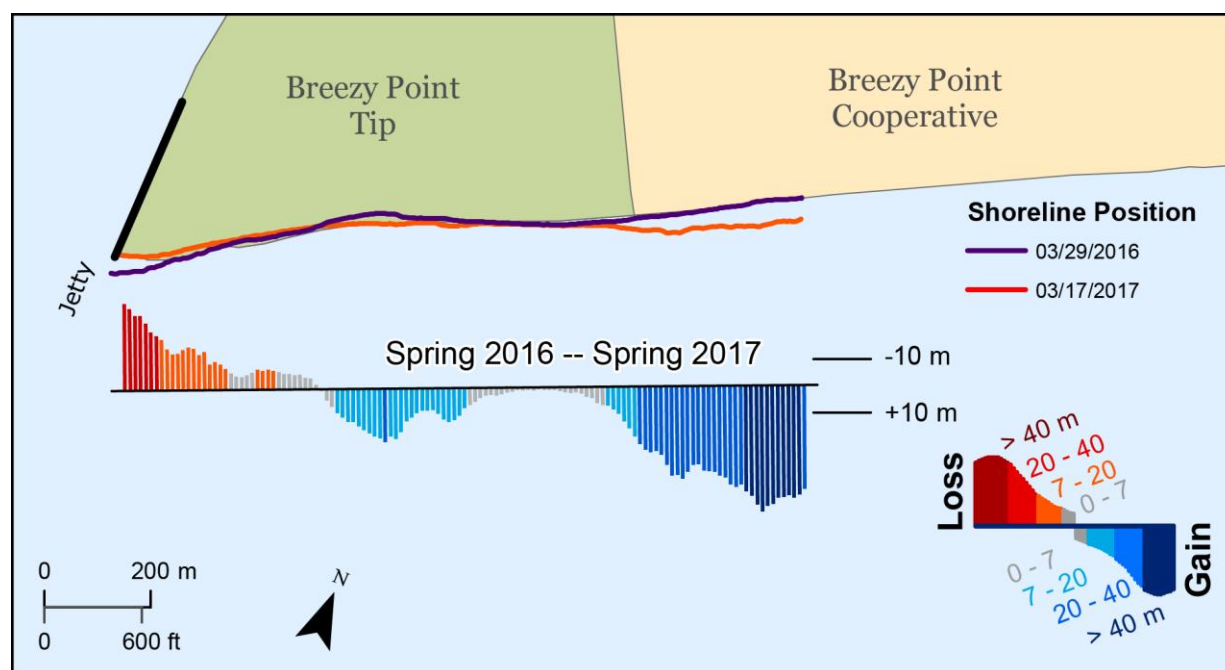 Breezy Point
Tip
Breezy Point
Cooperative
Jetty
Shoreline Position
03/29/2016
03/17/2017
Spring 2016 -- Spring 2017
-10 m
+10 m
Loss
> 40 m
20 - 40
7 - 20
0 - 7
0 - 7
7 - 20
20 - 40
> 40 m
Gain
0 200 m
0 600 ft
N